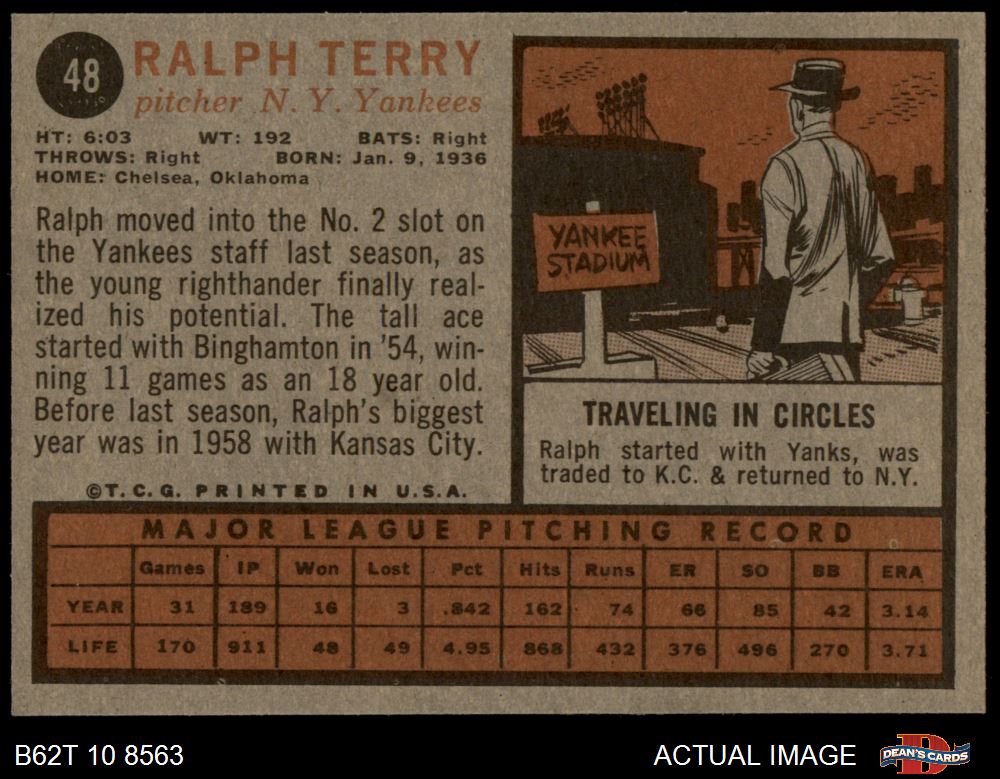 48
RALPH TERRY
pitcher N. Y. Yankees
HT: 6:03 WT: 192 BATS: Right
THROWS: Right BORN: Jan. 9, 1936
HOME: Chelsea, Oklahoma
Ralph moved into the No. 2 slot on
the Yankees staff last season, as
the young righthander finally real-
ized his potential. The tall ace
started with Binghamton in '54, win-
ning 11 games as an 18 year old.
Before last season, Ralph's biggest
year was in 1958 with Kansas City.
©T. C. G. PRINTED IN U.S.A.
YANKEE
STADIUM
TRAVELING IN CIRCLES
Ralph started with Yanks, was
traded to K.C. & returned to N.Y.
MAJOR LEAGUE PITCHING RECORD
Games IP Won Lost Pct Hits Runs ER SO BB ERA
YEAR 31 189 16 3 .842 162 74 66 85 42 3.14
LIFE 170 911 48 49 4.95 868 432 376 496 270 3.71
B62T 10 8563 ACTUAL IMAGE DEAN'S CARDS